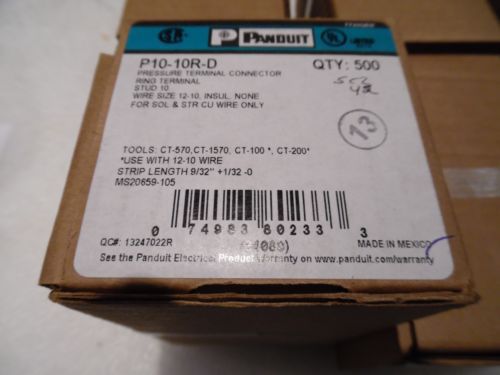 PANDUIT
P10-10R-D
QTY: 500
PRESSURE TERMINAL CONNECTOR
RING TERMINAL
STUD 10
WIRE SIZE 12-10, INSUL. NONE
FOR SOL & STR CU WIRE ONLY
13
TOOLS: CT-570,CT-1570, CT-100 *, CT-200*
*USE WITH 12-10 WIRE
STRIP LENGTH 9/32" +1/32 -0
MS20659-105
0 74983 60233 3
QC#: 13247022R
MADE IN MEXICO
See the Panduit Electrical Product Warranty on www.panduit.com/warranty